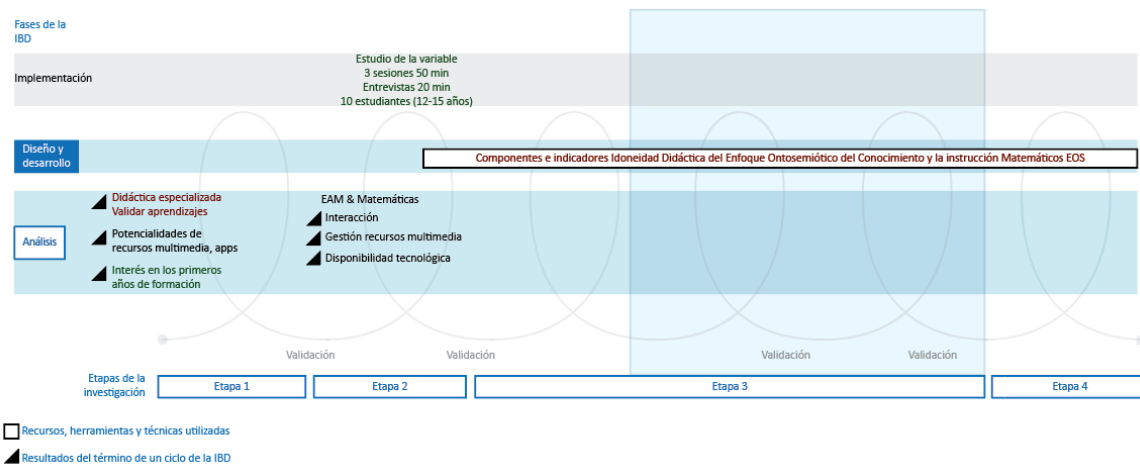 Fases de la
IBD
Implementación
Estudio de la variable
3 sesiones 50 min
Entrevistas 20 min
10 estudiantes (12-15 años)
Diseño y
desarrollo
Componentes e indicadores Idoneidad Didáctica del Enfoque Ontosemiótico del Conocimiento y la instrucción Matemáticos EOS
Análisis
Didáctica especializada
Validar aprendizajes
Potencialidades de
recursos multimedia, apps
Interés en los primeros
años de formación
EAM & Matemáticas
Interacción
Gestión recursos multimedia
Disponibilidad tecnológica
Validación
Validación
Validación
Validación
Etapas de la
investigación
Etapa 1
Etapa 2
Etapa 3
Etapa 4
Recursos, herramientas y técnicas utilizadas
Resultados del término de un ciclo de la IBD